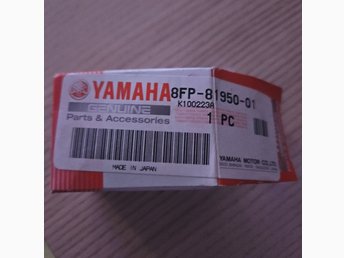 YAMAHA 8FP-81950-01
GENUINE K100223A
Parts & Accessories 1 PC
MADE IN JAPAN
YAMAHA MOTOR CO.,LTD.